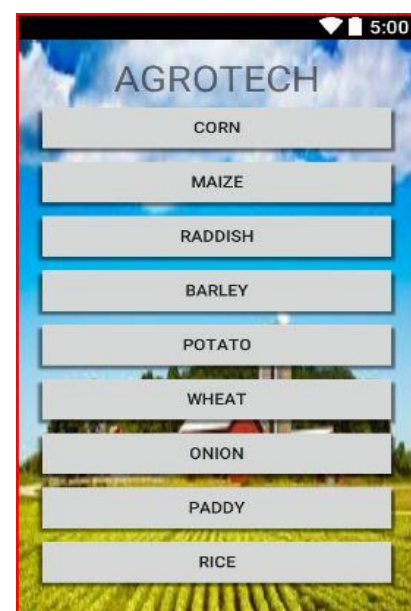 5:00
AGROTECH
CORN
MAIZE
RADDISH
BARLEY
POTATO
WHEAT
ONION
PADDY
RICE